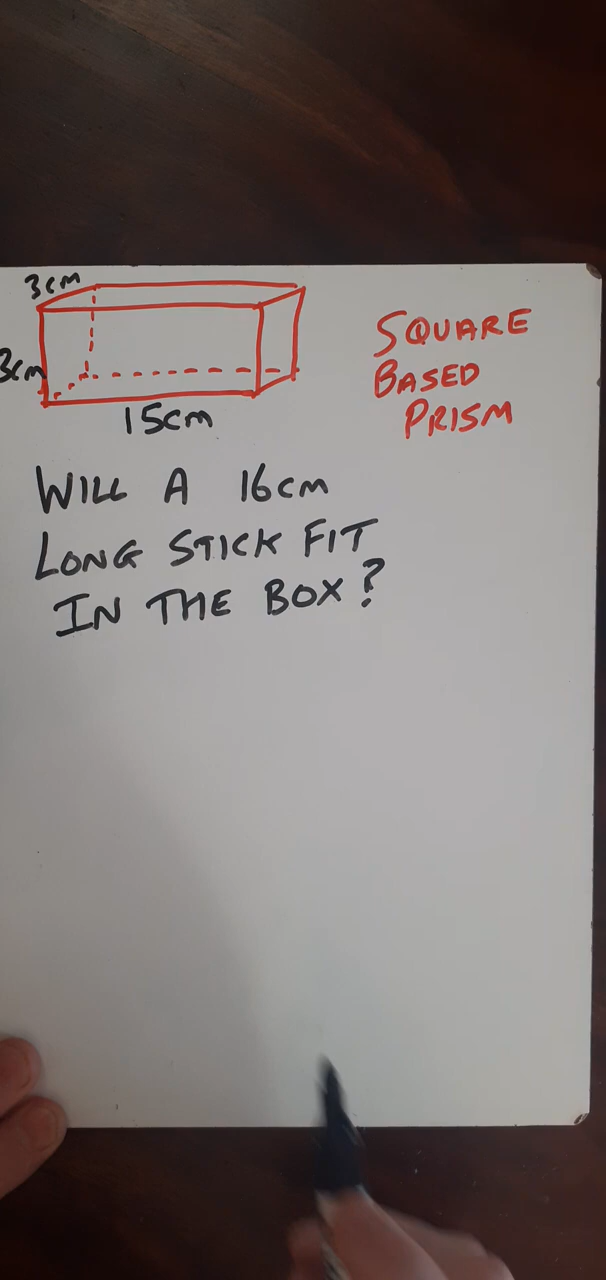 3cm
3cm
15cm
SQUARE
BASED
PRISM
WILL A 16cm
LONG STICK FIT
IN THE BOX?